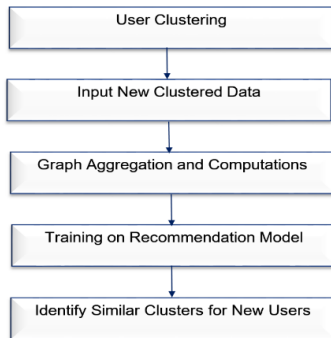 User Clustering
Input New Clustered Data
Graph Aggregation and Computations
Training on Recommendation Model
Identify Similar Clusters for New Users